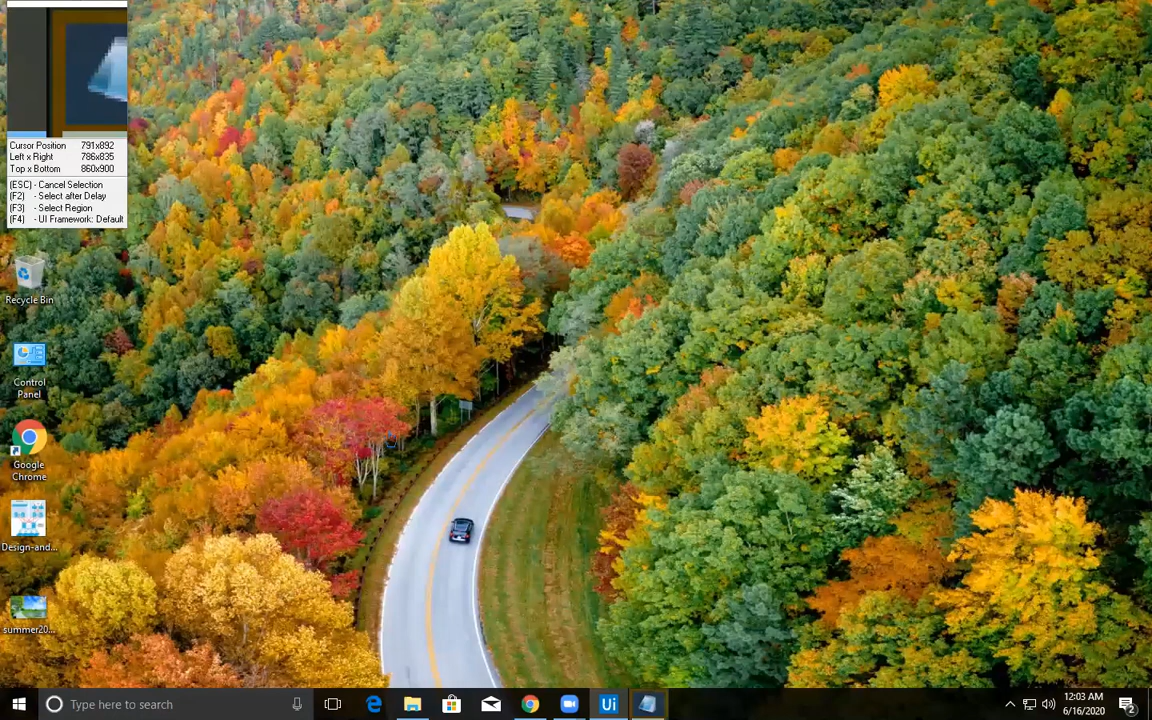 Cursor Position 791x892
Left x Right 786x835
Top x Bottom 860x900
(ESC) - Cancel Selection
(F2) - Select after Delay
(F3) - Select Region
(F4) - UI Framework: Default
Recycle Bin
Control
Panel
Google
Chrome
Design-and...
summer20...
Type here to search
Ui
12:03 AM
6/16/2020
2